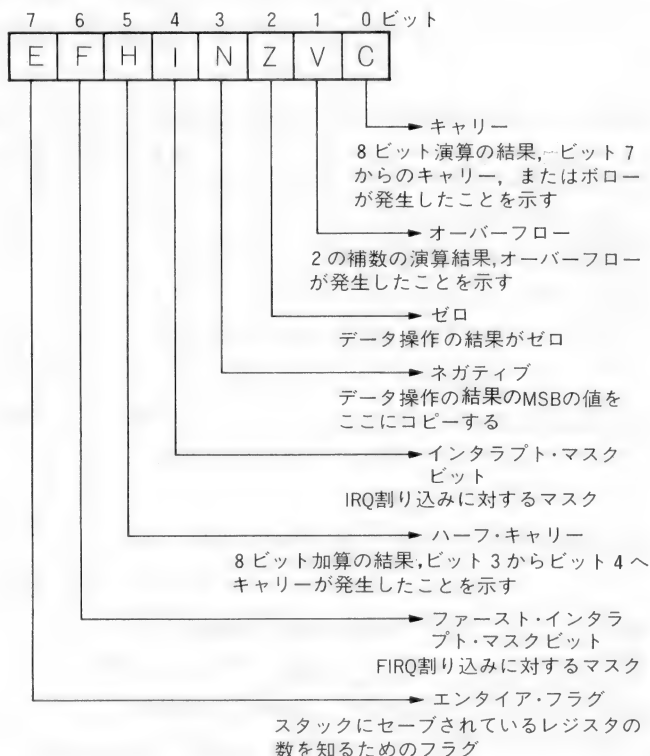 7 6 5 4 3 2 1 0 ビット
E F H I N Z V C
キャリー
8ビット演算の結果,ビット7
からのキャリー,またはボロー
が発生したことを示す
オーバーフロー
2の補数の演算結果,オーバーフロー
が発生したことを示す
ゼロ
データ操作の結果がゼロ
ネガティブ
データ操作の結果のMSBの値を
ここにコピーする
インタラプト・マスク
ビット
IRQ割り込みに対するマスク
ハーフ・キャリー
8ビット加算の結果,ビット3からビット4へ
キャリーが発生したことを示す
ファースト・インタラ
プト・マスクビット
FIRQ割り込みに対するマスク
エンタイア・フラグ
スタックにセーブされているレジスタの
数を知るためのフラグ